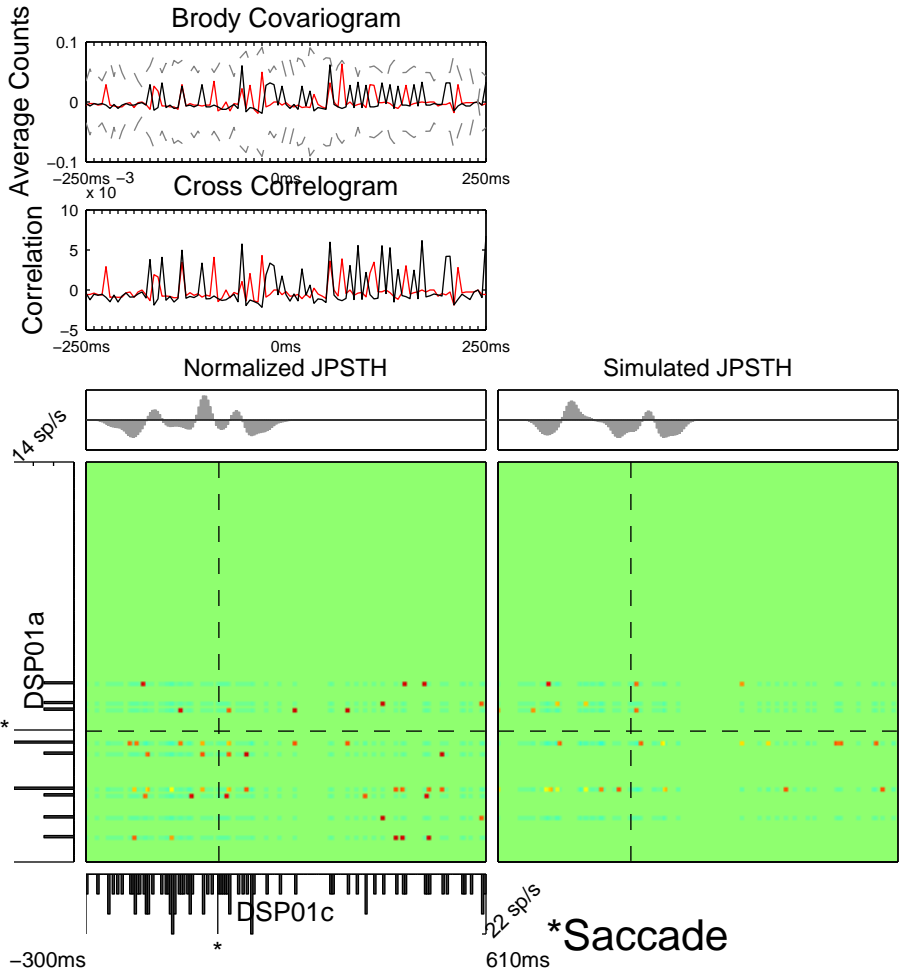 Brody Covariogram
Average Counts
0.1
0
−0.1
−250ms
0ms
250ms
x 10−3
Cross Correlogram
Correlation
10
5
0
−5
−250ms
0ms
250ms
Normalized JPSTH
Simulated JPSTH
14 sp/s
DSP01a
*
DSP01c
*
22 sp/s
*Saccade
−300ms
610ms